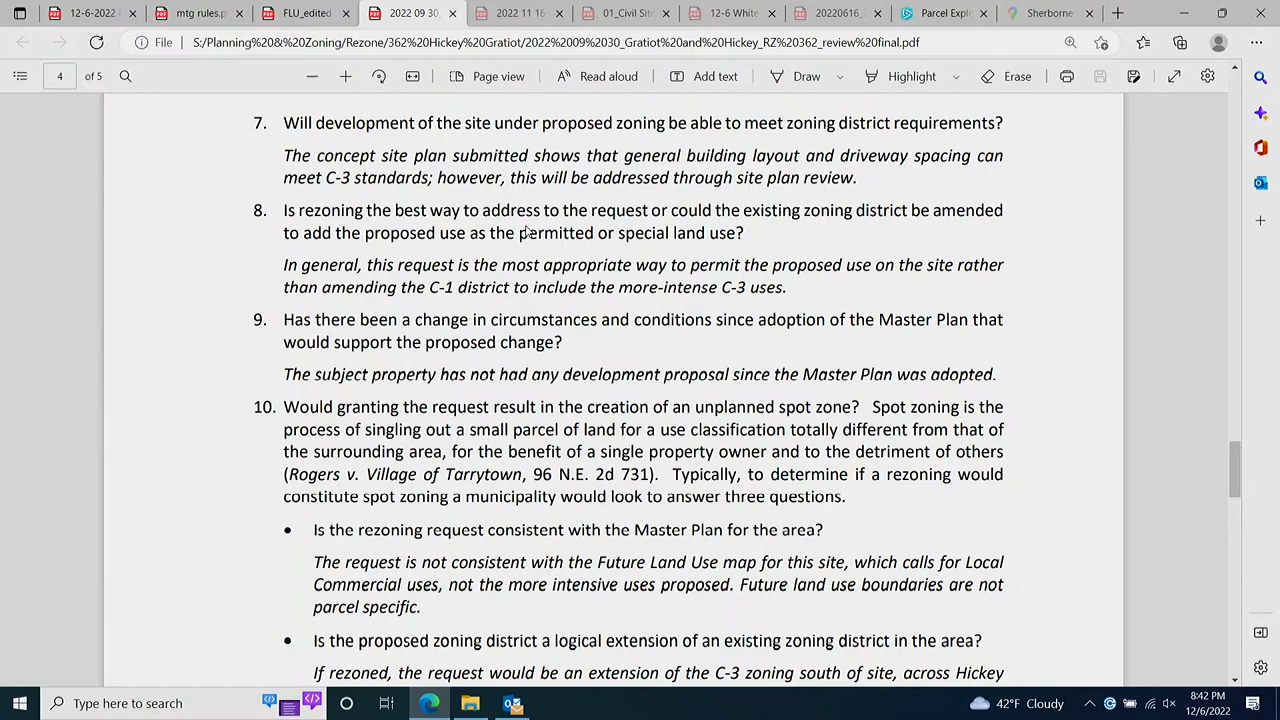 12-6-2022 A
mtg rules.po
FLU_edited
2022 09 30_
2022 11 16
01_Civil Site
12-6 White
20220616_a
Parcel Explo
Sherborne
File
S:/Planning%20&%20Zoning/Rezone/362%20Hickey%20Gratiot/2022%2009%2030_Gratiot%20and%20Hickey_RZ%20362_review%20final.pdf
4 of 5
Page view
Read aloud
Add text
Draw
Highlight
Erase
7. Will development of the site under proposed zoning be able to meet zoning district requirements?
The concept site plan submitted shows that general building layout and driveway spacing can
meet C-3 standards; however, this will be addressed through site plan review.
8. Is rezoning the best way to address to the request or could the existing zoning district be amended
to add the proposed use as the permitted or special land use?
In general, this request is the most appropriate way to permit the proposed use on the site rather
than amending the C-1 district to include the more-intense C-3 uses.
9. Has there been a change in circumstances and conditions since adoption of the Master Plan that
would support the proposed change?
The subject property has not had any development proposal since the Master Plan was adopted.
10. Would granting the request result in the creation of an unplanned spot zone? Spot zoning is the
process of singling out a small parcel of land for a use classification totally different from that of
the surrounding area, for the benefit of a single property owner and to the detriment of others
(Rogers v. Village of Tarrytown, 96 N.E. 2d 731). Typically, to determine if a rezoning would
constitute spot zoning a municipality would look to answer three questions.
• Is the rezoning request consistent with the Master Plan for the area?
The request is not consistent with the Future Land Use map for this site, which calls for Local
Commercial uses, not the more intensive uses proposed. Future land use boundaries are not
parcel specific.
• Is the proposed zoning district a logical extension of an existing zoning district in the area?
If rezoned, the request would be an extension of the C-3 zoning south of site, across Hickey
Type here to search
42°F Cloudy
8:42 PM
12/6/2022